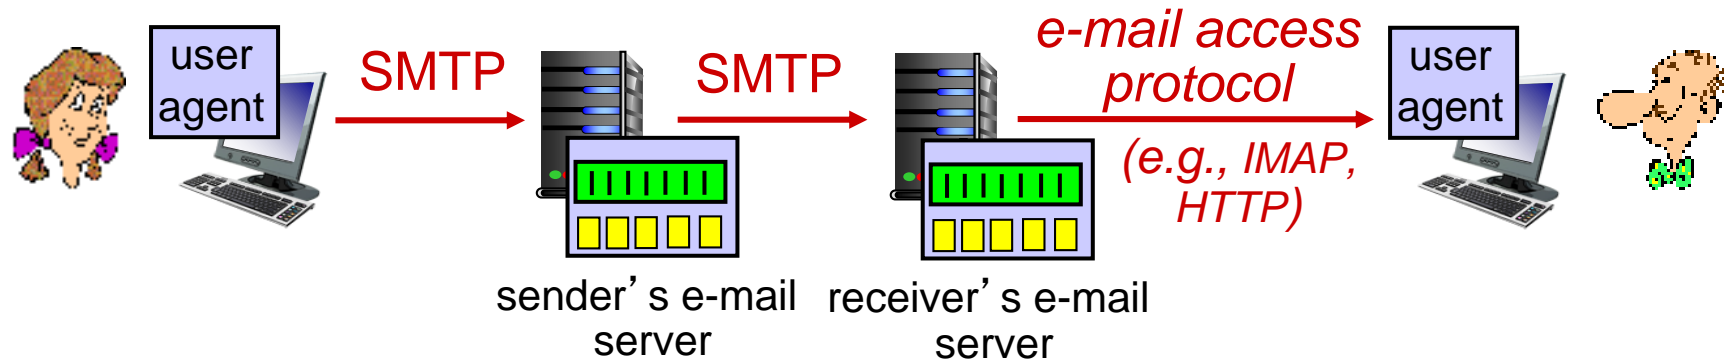 user
agent
SMTP
SMTP
e-mail access
protocol
(e.g., IMAP,
HTTP)
user
agent
sender’s e-mail
server
receiver’s e-mail
server